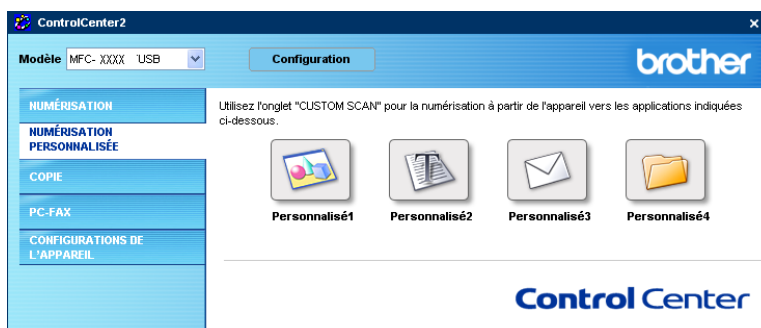 ControlCenter2
Modèle MFC- XXXX USB
Configuration
brother
NUMÉRISATION
NUMÉRISATION
PERSONNALISÉE
COPIE
PC-FAX
CONFIGURATIONS DE
L'APPAREIL
Utilisez l'onglet "CUSTOM SCAN" pour la numérisation à partir de l'appareil vers les applications indiquées
ci-dessous.
Personnalisé1
Personnalisé2
Personnalisé3
Personnalisé4
Control Center